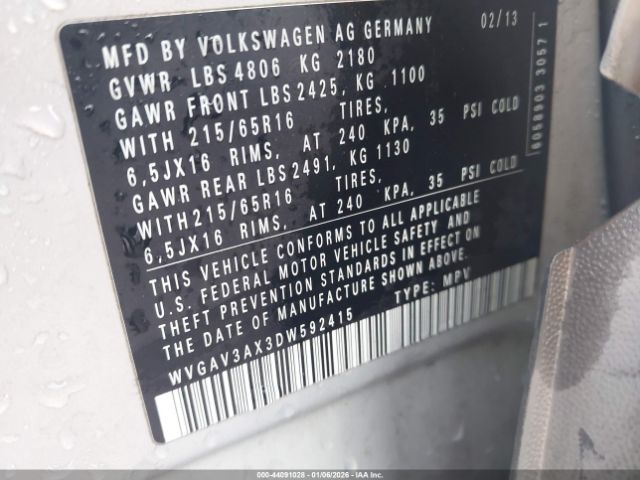 MFD BY VOLKSWAGEN AG GERMANY 02/13
GVWR LBS 4806 KG 2180
GAWR FRONT LBS 2425, KG 1100
WITH 215/65R16 TIRES,
6,5JX16 RIMS, AT 240 KPA, 35 PSI COLD
GAWR REAR LBS 2491, KG 1130
WITH 215/65R16 TIRES,
6,5JX16 RIMS, AT 240 KPA, 35 PSI COLD
THIS VEHICLE CONFORMS TO ALL APPLICABLE
U.S. FEDERAL MOTOR VEHICLE SAFETY AND
THEFT PREVENTION STANDARDS IN EFFECT ON
THE DATE OF MANUFACTURE SHOWN ABOVE.
WVGAV3AX3DW592415 TYPE: MPV
6058903 30571
000-44091028 - 01/06/2026 - IAA Inc.